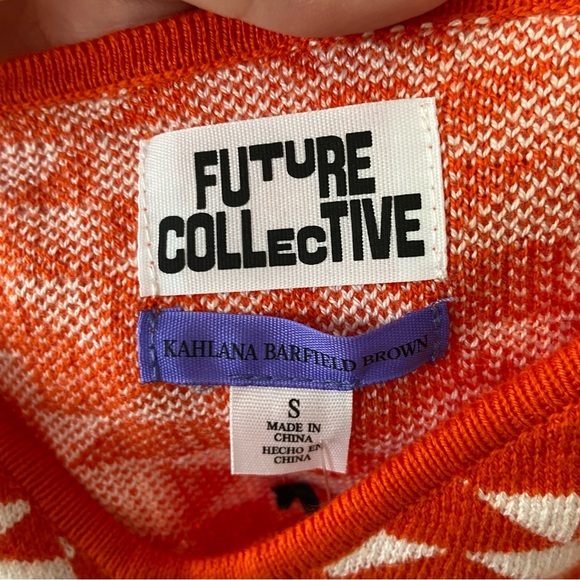 FUTURE
COLLECTIVE
KAHLANA BARFIELD BROWN
S
MADE IN
CHINA
HECHO EN
CHINA